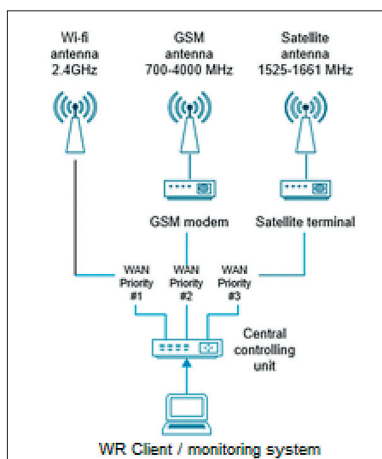 Wi-fi
antenna
2.4GHz
GSM
antenna
700-4000 MHz
Satellite
antenna
1525-1661 MHz
GSM modem
Satellite terminal
WAN
Priority
#1
WAN
Priority
#2
WAN
Priority
#3
Central
controlling
unit
WR Client / monitoring system